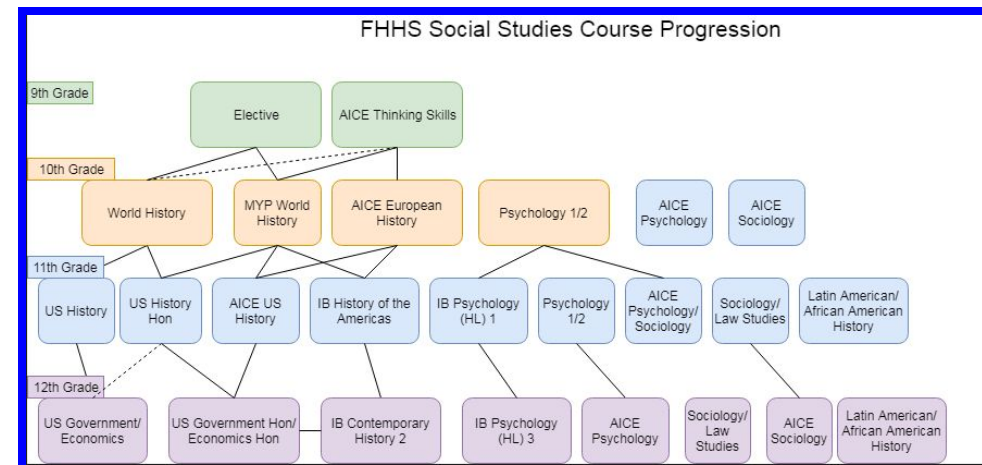 FHHS Social Studies Course Progression
9th Grade
Elective
AICE Thinking Skills
10th Grade
World History
MYP World
History
AICE European
History
Psychology 1/2
AICE
Psychology
AICE
Sociology
11th Grade
US History
US History
Hon
AICE US
History
IB History of the
Americas
IB Psychology
(HL) 1
Psychology
1/2
AICE
Psychology/
Sociology
Sociology/
Law Studies
Latin American/
African American
History
12th Grade
US Government/
Economics
US Government Hon/
Economics Hon
IB Contemporary
History 2
IB Psychology
(HL) 3
AICE
Psychology
Sociology/
Law
Studies
AICE
Sociology
Latin American/
African American
History